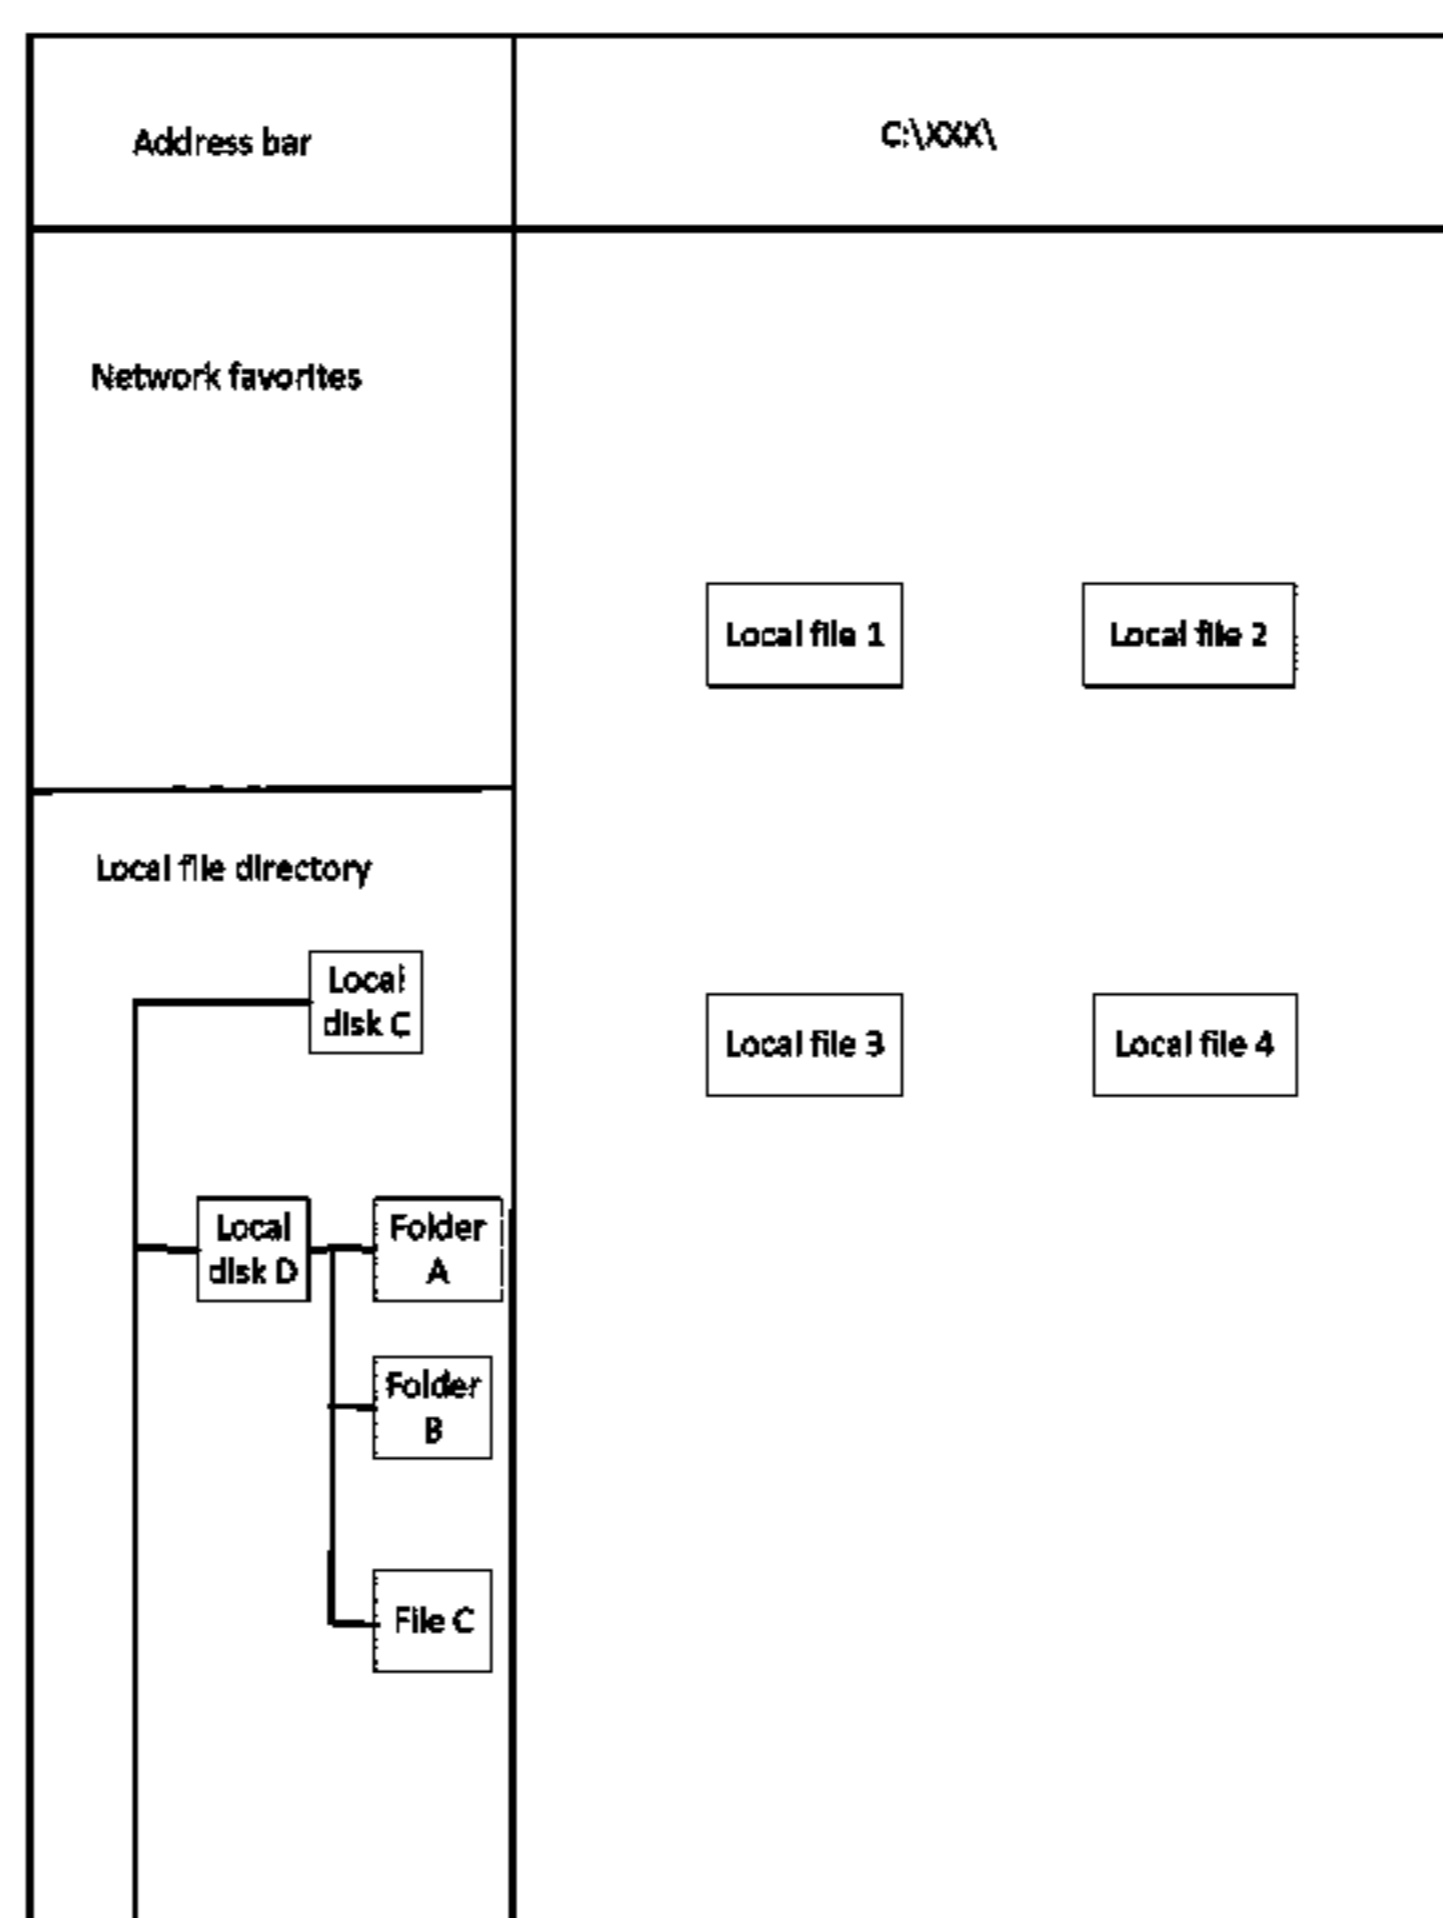 Address bar
C:\XXX\
Network favorites
Local file 1
Local file 2
Local file directory
Local
disk C
Local file 3
Local file 4
Local
disk D
Folder
A
Folder
B
File C